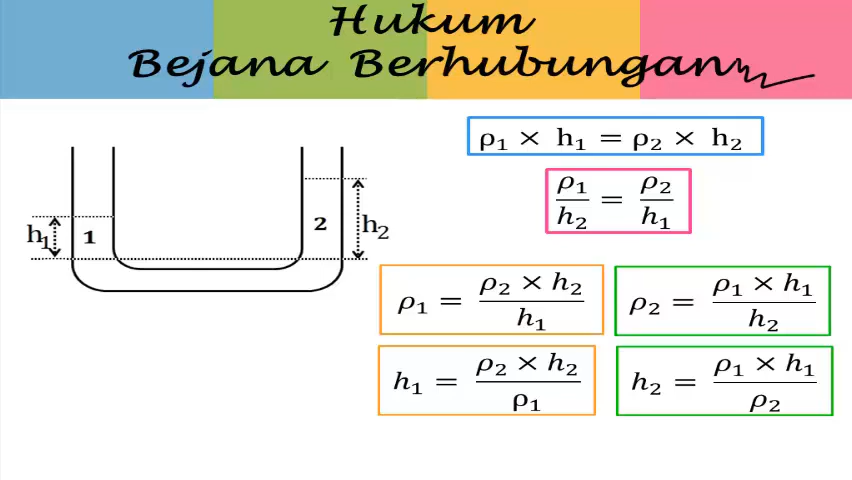 Hukum
Bejana Berhubungan
ρ₁ × h₁ = ρ₂ × h₂
ρ₁/h₂ = ρ₂/h₁
h₁ 1 2 h₂
ρ₁ = (ρ₂ × h₂)/h₁
ρ₂ = (ρ₁ × h₁)/h₂
h₁ = (ρ₂ × h₂)/ρ₁
h₂ = (ρ₁ × h₁)/ρ₂